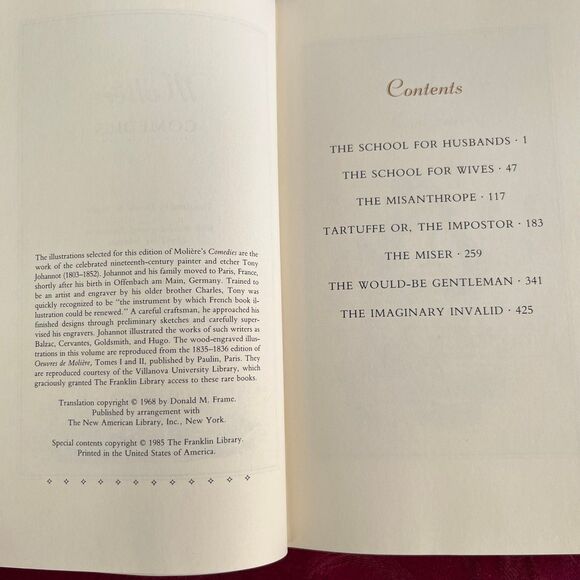 The illustrations selected for this edition of Molière's Comedies are the
work of the celebrated nineteenth-century painter and etcher Tony
Johannot (1803–1852). Johannot and his family moved to Paris, France,
shortly after his birth in Offenbach am Main, Germany. Trained to
be an artist and engraver by his older brother Charles, Tony was
quickly recognized to be "the instrument by which French book il-
lustration could be renewed." A careful craftsman, he approached his
finished designs through preliminary sketches and carefully super-
vised his engravers. Johannot illustrated the works of such writers as
Balzac, Cervantes, Goldsmith, and Hugo. The wood-engraved illus-
trations in this volume are reproduced from the 1835–1836 edition of
Oeuvres de Molière, Tomes I and II, published by Paulin, Paris. They
are reproduced courtesy of the Villanova University Library, which
graciously granted The Franklin Library access to these rare books.
Translation copyright © 1968 by Donald M. Frame.
Published by arrangement with
The New American Library, Inc., New York.
Special contents copyright © 1985 The Franklin Library.
Printed in the United States of America.
Contents
THE SCHOOL FOR HUSBANDS · 1
THE SCHOOL FOR WIVES · 47
THE MISANTHROPE · 117
TARTUFFE OR, THE IMPOSTOR · 183
THE MISER · 259
THE WOULD-BE GENTLEMAN · 341
THE IMAGINARY INVALID · 425